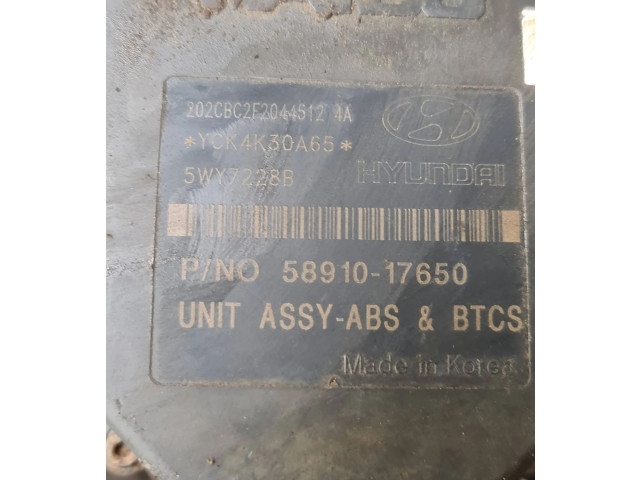 202CBC2F2044512 4A
*YCK4K30A65*
5WY7228B HYUNDAI
P/NO 58910-17650
UNIT ASSY-ABS & BTCS
Made in Korea